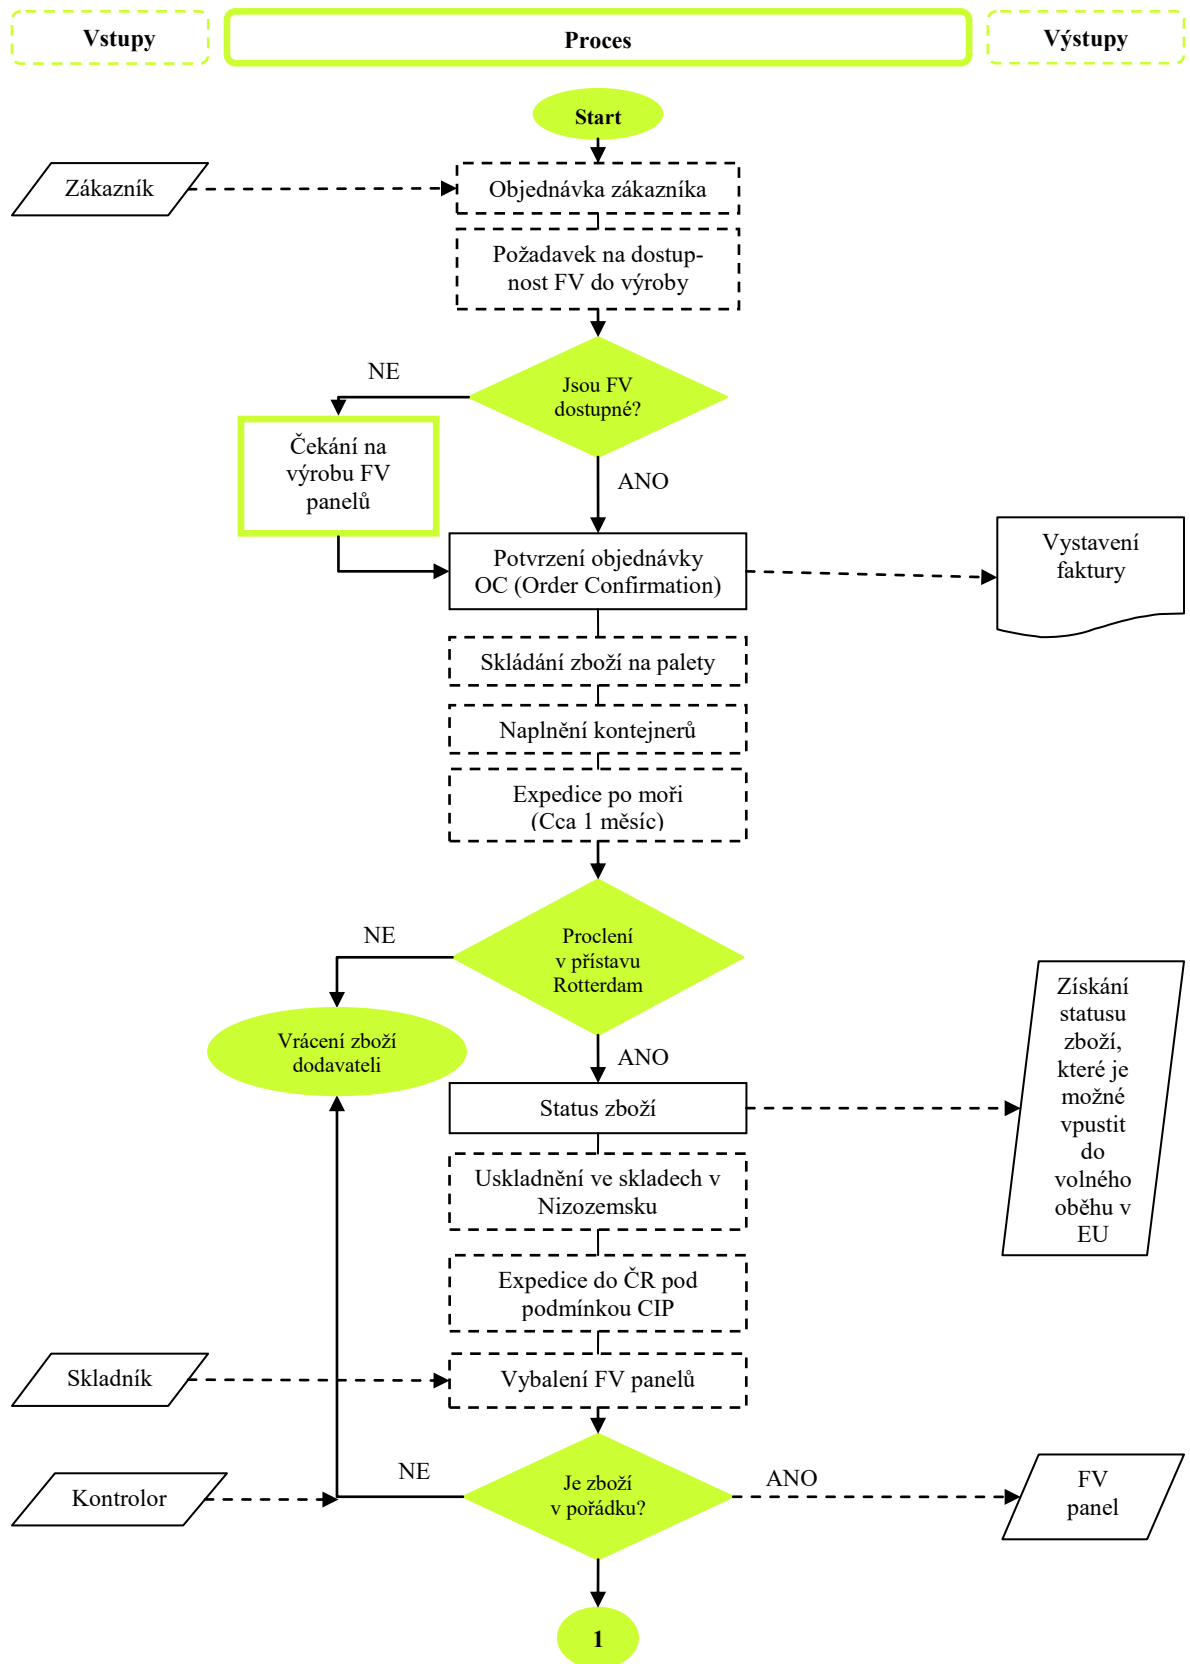 Vstupy
Proces
Výstupy
Start
Zákazník
Objednávka zákazníka
Požadavek na dostup-
nost FV do výroby
NE
Jsou FV
dostupné?
Čekání na
výrobu FV
panelů
ANO
Potvrzení objednávky
OC (Order Confirmation)
Vystavení
faktury
Skládání zboží na palety
Naplnění kontejnerů
Expedice po moři
(Cca 1 měsíc)
NE
Proclení
v přístavu
Rotterdam
Vrácení zboží
dodavateli
ANO
Status zboží
Získání
statusu
zboží,
které je
možné
vpustit
do
volného
oběhu v
EU
Uskladnění ve skladech v
Nizozemsku
Expedice do ČR pod
podmínkou CIP
Skladník
Vybalení FV panelů
Kontrolor
NE
Je zboží
v pořádku?
ANO
FV
panel
1